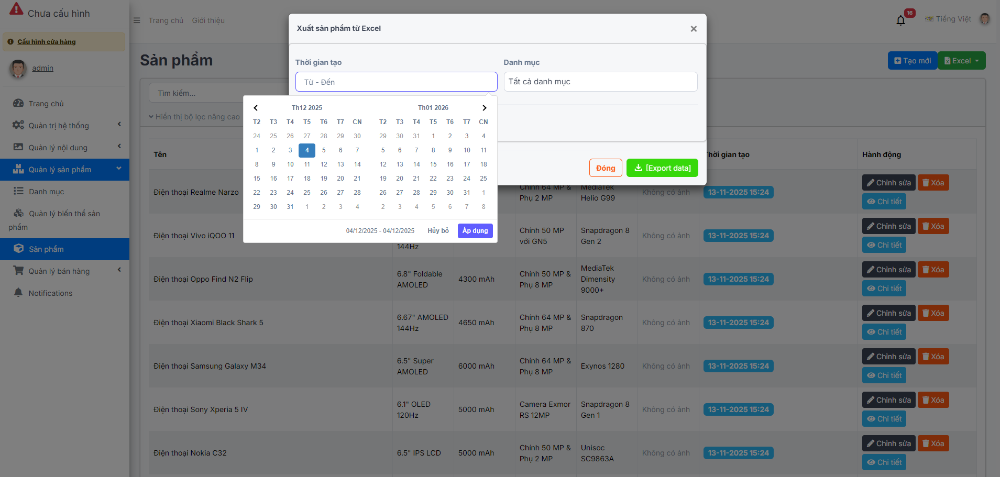 Chưa cấu hình
Cấu hình cửa hàng
admin
Trang chủ
Quản trị hệ thống
Quản lý nội dung
Quản lý sản phẩm
Danh mục
Quản lý biến thể sản
phẩm
Sản phẩm
Quản lý bán hàng
Notifications
Trang chủ Giới thiệu
16
Tiếng Việt
Sản phẩm
Tạo mới
Excel
Tìm kiếm...
Hiển thị bộ lọc nâng cao
Xuất sản phẩm từ Excel
×
Thời gian tạo
Từ - Đến
Danh mục
Tất cả danh mục
Đóng
[Export data]
Th12 2025
T2 T3 T4 T5 T6 T7 CN
24 25 26 27 28 29 30
1 2 3 4 5 6 7
8 9 10 11 12 13 14
15 16 17 18 19 20 21
22 23 24 25 26 27 28
29 30 31 1 2 3 4
Th01 2026
T2 T3 T4 T5 T6 T7 CN
29 30 31 1 2 3 4
5 6 7 8 9 10 11
12 13 14 15 16 17 18
19 20 21 22 23 24 25
26 27 28 29 30 31 1
2 3 4 5 6 7 8
04/12/2025 - 04/12/2025
Hủy bỏ
Áp dụng
Tên
Thời gian tạo
Hành động
Điện thoại Realme Narzo
Chính 64 MP &
Phụ 2 MP
MediaTek
Helio G99
Không có ảnh
13-11-2025 15:24
Chỉnh sửa
Xóa
Chi tiết
Điện thoại Vivo iQOO 11
144Hz
Chính 50 MP
với GN5
Snapdragon 8
Gen 2
Không có ảnh
13-11-2025 15:24
Chỉnh sửa
Xóa
Chi tiết
Điện thoại Oppo Find N2 Flip
6.8" Foldable
AMOLED
4300 mAh
Chính 50 MP &
Phụ 8 MP
MediaTek
Dimensity
9000+
Không có ảnh
13-11-2025 15:24
Chỉnh sửa
Xóa
Chi tiết
Điện thoại Xiaomi Black Shark 5
6.67" AMOLED
144Hz
4650 mAh
Chính 64 MP &
Phụ 8 MP
Snapdragon
870
Không có ảnh
13-11-2025 15:24
Chỉnh sửa
Xóa
Chi tiết
Điện thoại Samsung Galaxy M34
6.5" Super
AMOLED
6000 mAh
Chính 64 MP &
Phụ 8 MP
Exynos 1280
Không có ảnh
13-11-2025 15:24
Chỉnh sửa
Xóa
Chi tiết
Điện thoại Sony Xperia 5 IV
6.1" OLED
120Hz
5000 mAh
Camera Exmor
RS 12MP
Snapdragon 8
Gen 1
Không có ảnh
13-11-2025 15:24
Chỉnh sửa
Xóa
Chi tiết
Điện thoại Nokia C32
6.5" IPS LCD
5000 mAh
Chính 50 MP &
Phụ 2 MP
Unisoc
SC9863A
Không có ảnh
13-11-2025 15:24
Chỉnh sửa
Xóa
Chi tiết